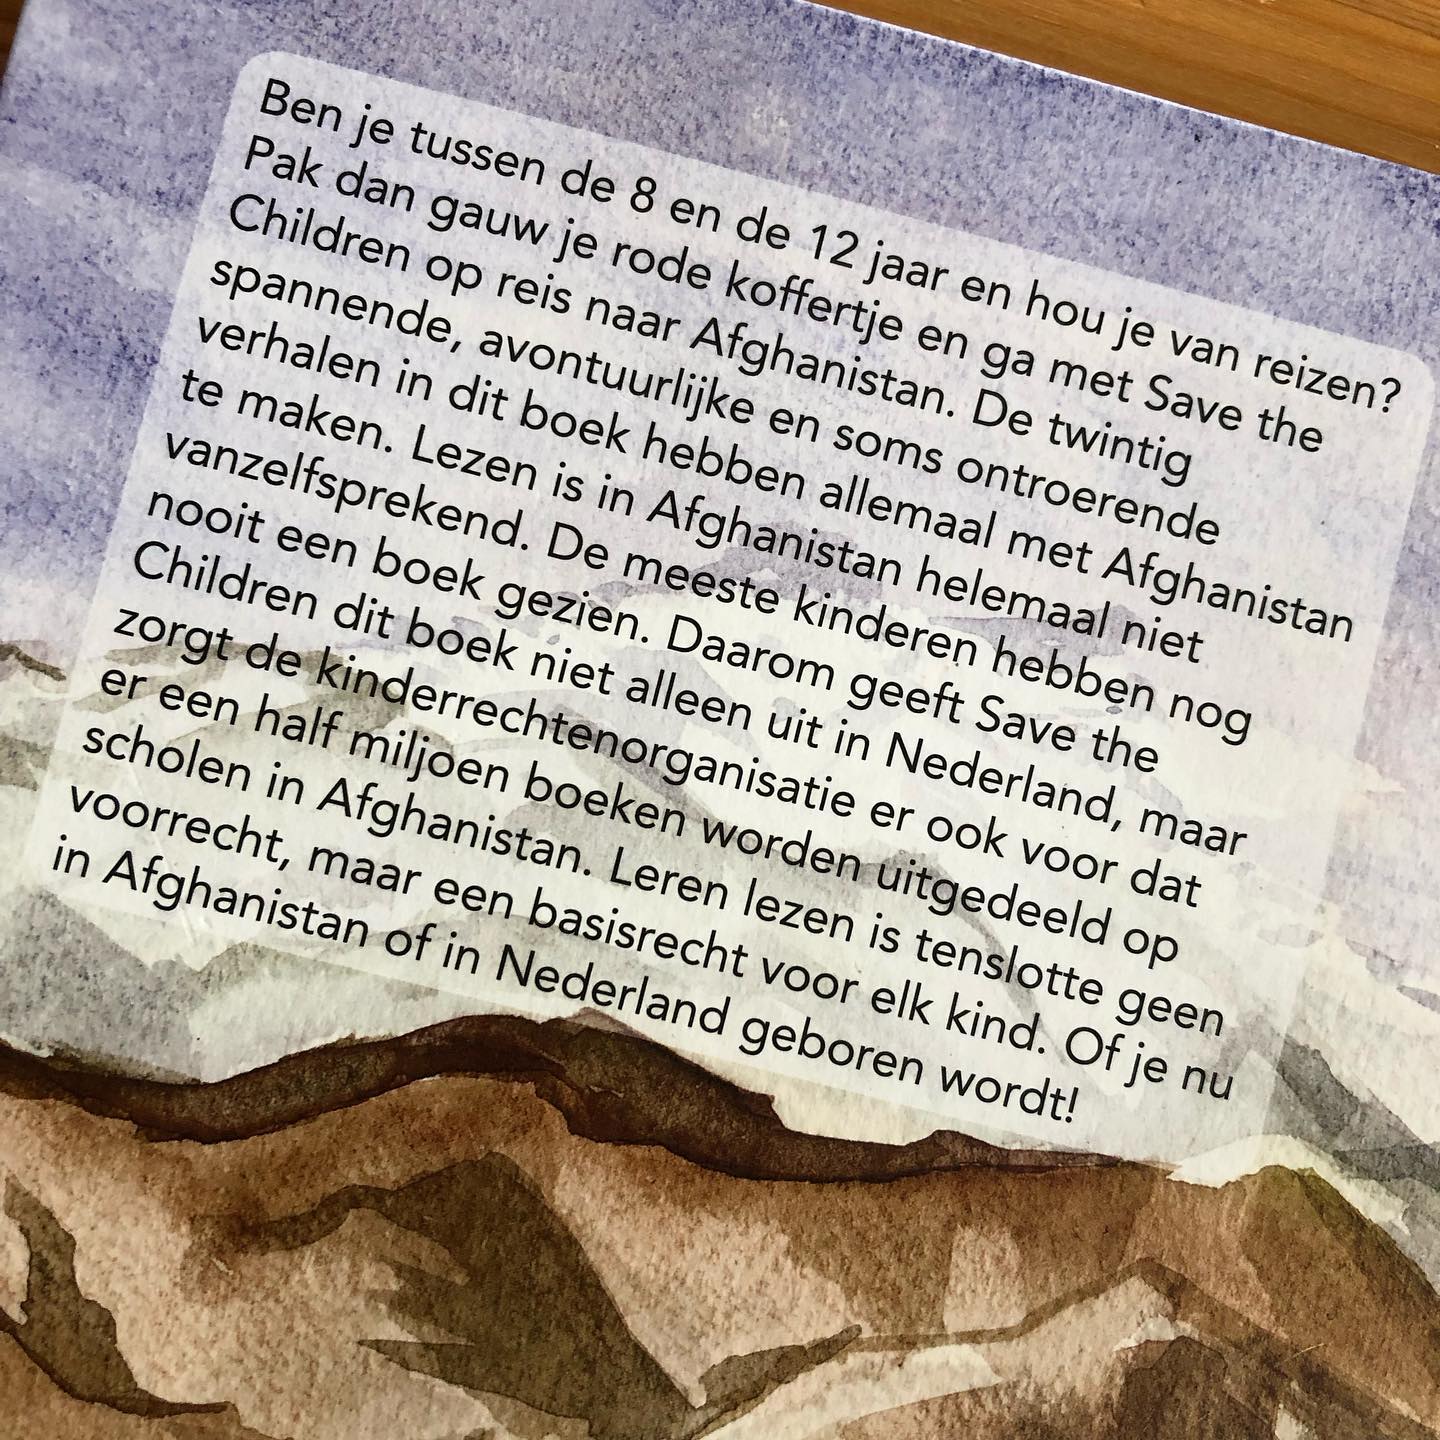 Ben je tussen de 8 en de 12 jaar en hou je van reizen?
Pak dan gauw je rode koffertje en ga met Save the
Children op reis naar Afghanistan. De twintig
spannende, avontuurlijke en soms ontroerende
verhalen in dit boek hebben allemaal met Afghanistan
te maken. Lezen is in Afghanistan helemaal niet
vanzelfsprekend. De meeste kinderen hebben nog
nooit een boek gezien. Daarom geeft Save the
Children dit boek niet alleen uit in Nederland, maar
zorgt de kinderrechtenorganisatie er ook voor dat
er een half miljoen boeken worden uitgedeeld op
scholen in Afghanistan. Leren lezen is tenslotte geen
voorrecht, maar een basisrecht voor elk kind. Of je nu
in Afghanistan of in Nederland geboren wordt!